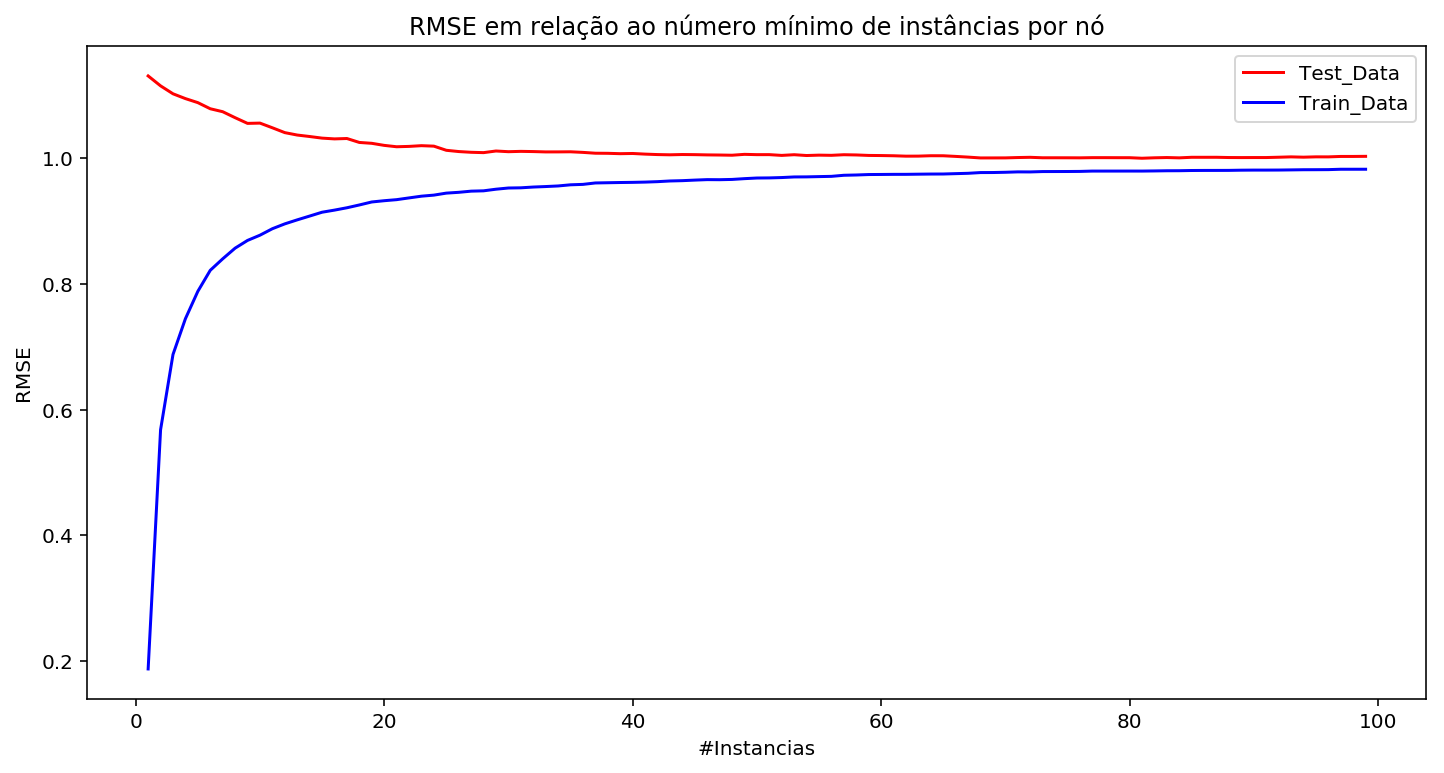 RMSE em relação ao número mínimo de instâncias por nó
Test_Data
Train_Data
1.0
0.8
0.6
0.4
0.2
RMSE
0 20 40 60 80 100
#Instancias